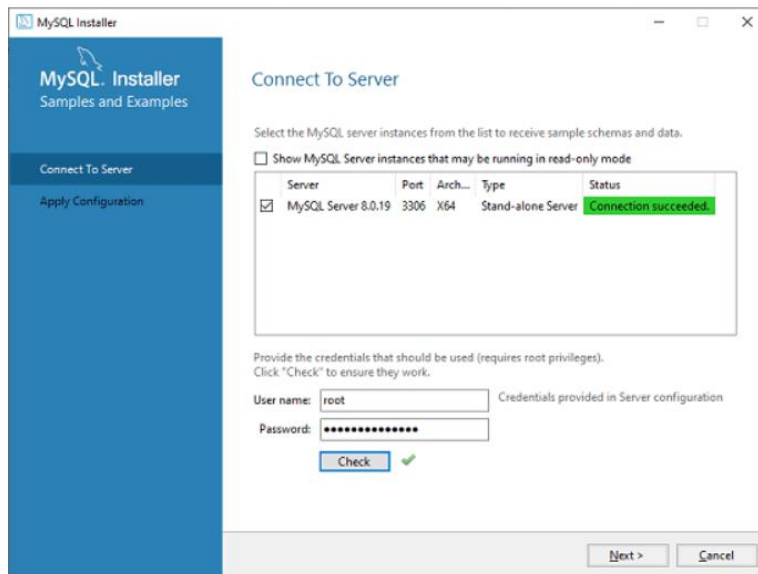 MySQL Installer
MySQL. Installer
Samples and Examples
Connect To Server
Apply Configuration
Connect To Server
Select the MySQL server instances from the list to receive sample schemas and data.
Show MySQL Server instances that may be running in read-only mode
Server Port Arch... Type Status
MySQL Server 8.0.19 3306 X64 Stand-alone Server Connection succeeded.
Provide the credentials that should be used (requires root privileges).
Click "Check" to ensure they work.
User name: root Credentials provided in Server configuration
Password: ••••••••••••••
Check
Next > Cancel